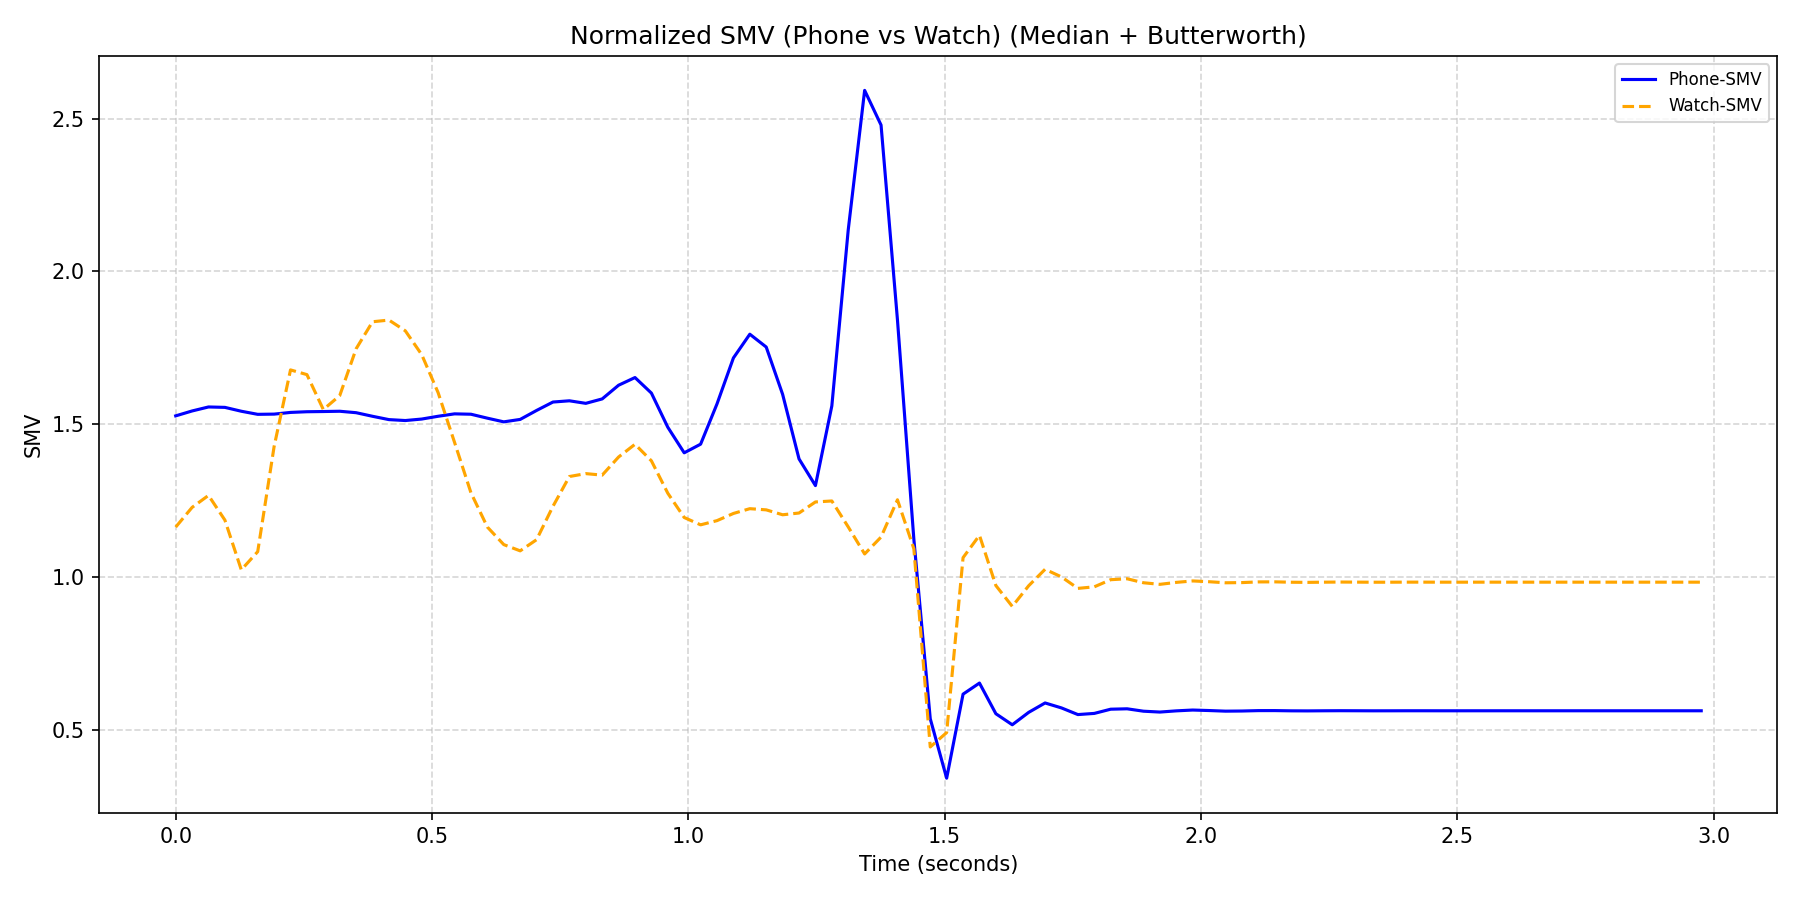 Normalized SMV (Phone vs Watch) (Median + Butterworth)
Phone-SMV
Watch-SMV
SMV
2.5
2.0
1.5
1.0
0.5
0.0 0.5 1.0 1.5 2.0 2.5 3.0
Time (seconds)